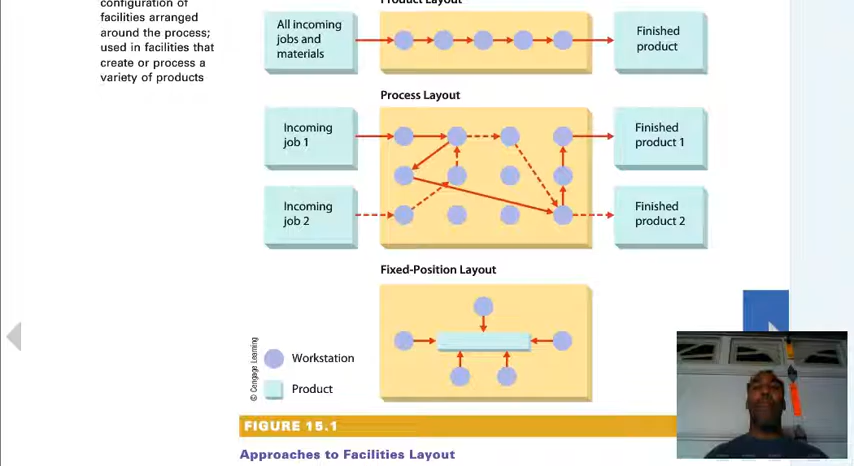 configuration of
facilities arranged
around the process;
used in facilities that
create or process a
variety of products
Product Layout
All incoming
jobs and
materials
Finished
product
Process Layout
Incoming
job 1
Finished
product 1
Incoming
job 2
Finished
product 2
Fixed-Position Layout
Workstation
Product
© Cengage Learning
FIGURE 15.1
Approaches to Facilities Layout